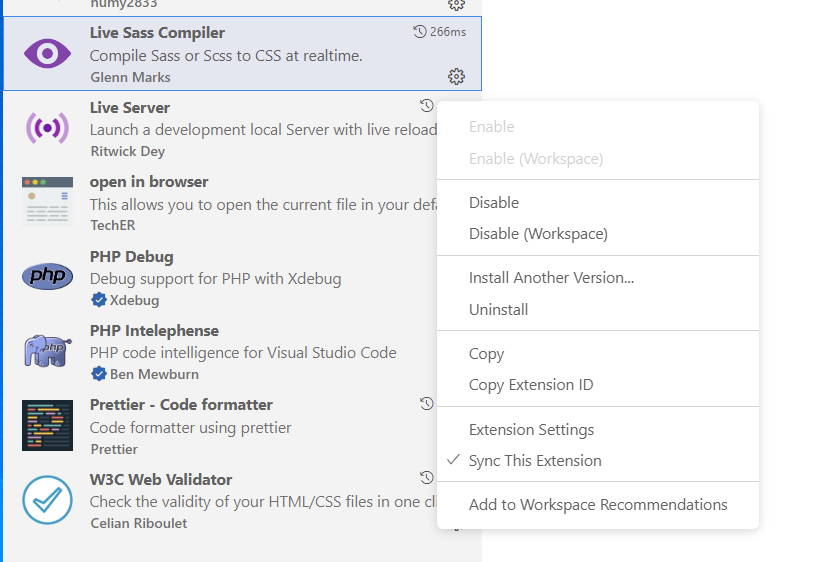 numy2833
Live Sass Compiler
266ms
Compile Sass or Scss to CSS at realtime.
Glenn Marks
Live Server
Launch a development local Server with live reload
Ritwick Dey
open in browser
This allows you to open the current file in your defa
TechER
php
PHP Debug
Debug support for PHP with Xdebug
Xdebug
php
PHP Intelephense
PHP code intelligence for Visual Studio Code
Ben Mewburn
Prettier - Code formatter
Code formatter using prettier
Prettier
W3C Web Validator
Check the validity of your HTML/CSS files in one cli
Celian Riboulet
Enable
Enable (Workspace)
Disable
Disable (Workspace)
Install Another Version...
Uninstall
Copy
Copy Extension ID
Extension Settings
Sync This Extension
Add to Workspace Recommendations